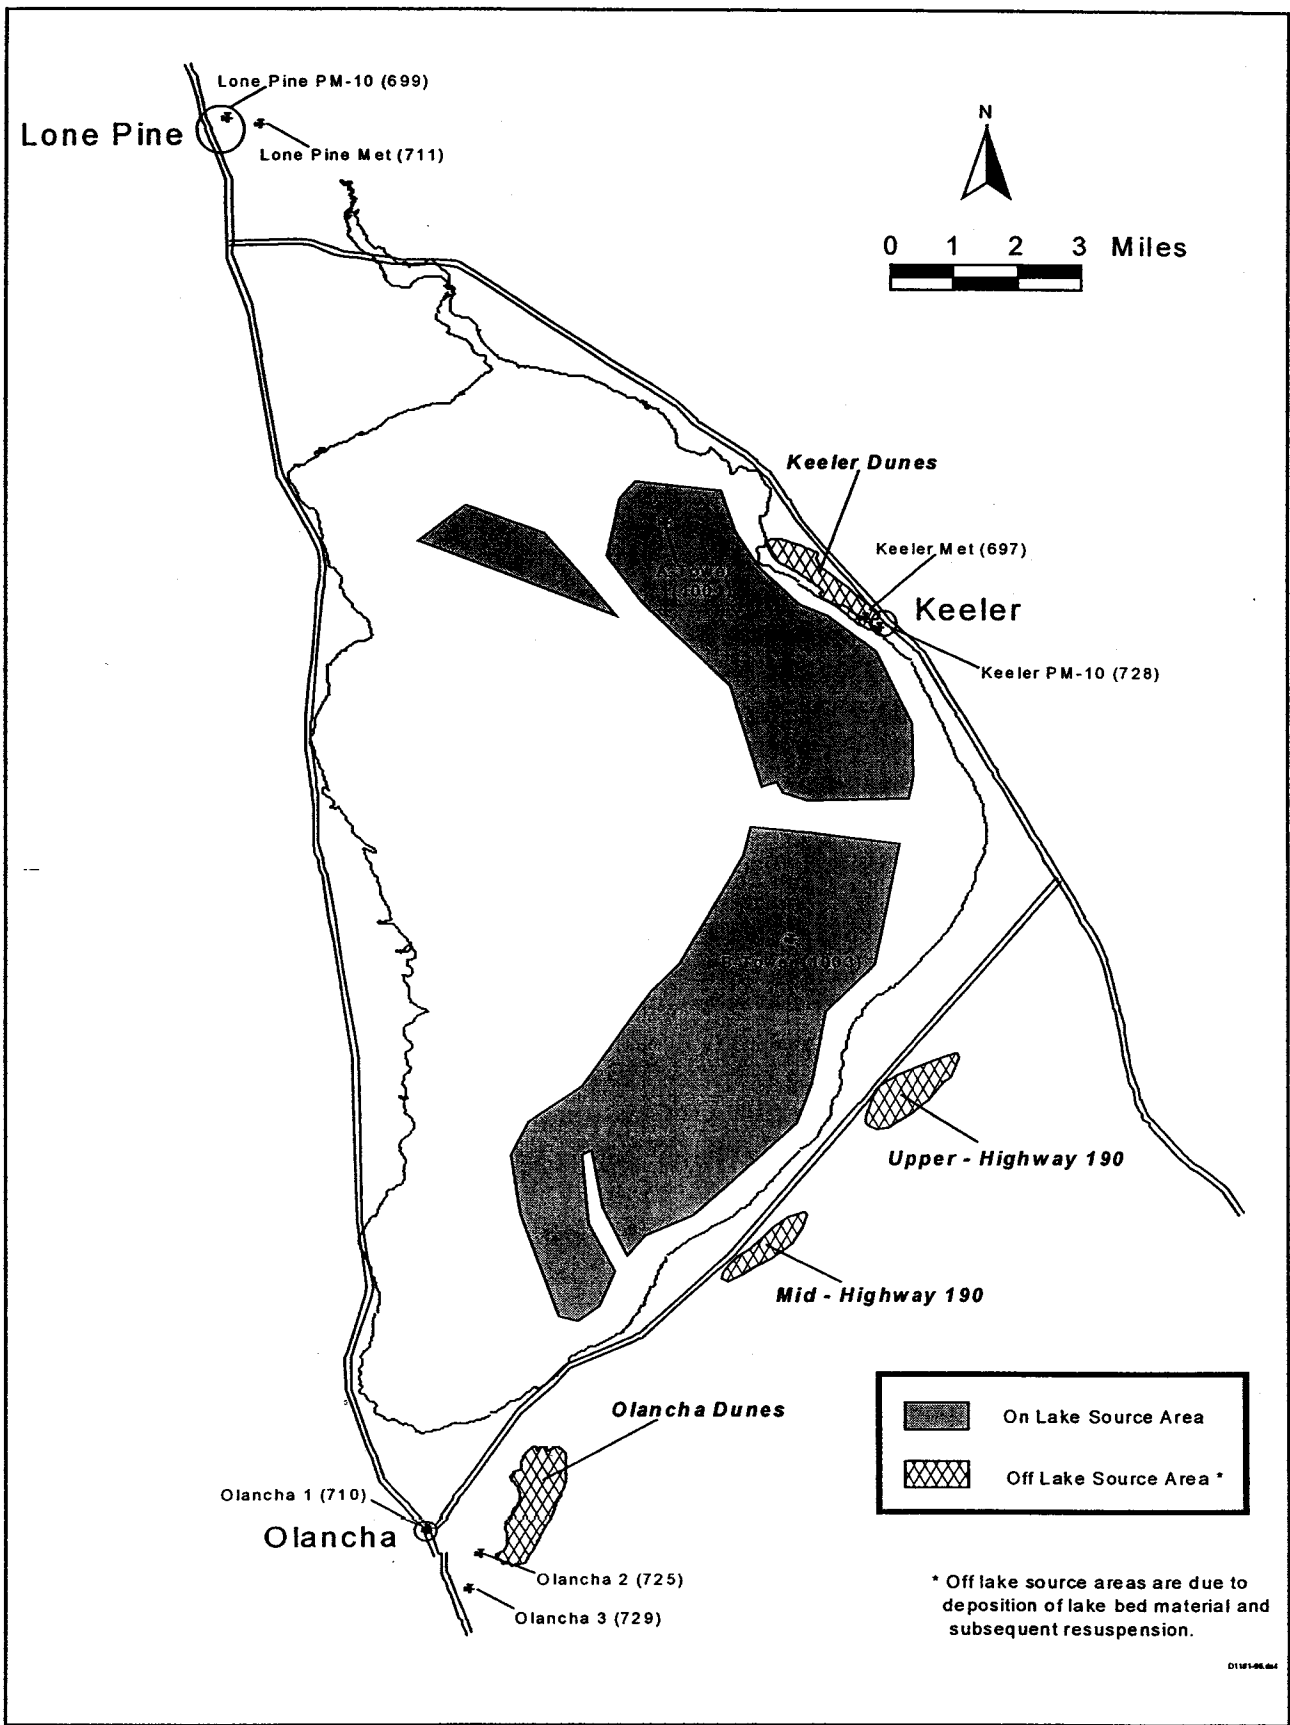 Lone Pine PM-10 (699)
Lone Pine
Lone Pine Met (711)
N
0 1 2 3 Miles
Keeler Dunes
Keeler Met (697)
A-Tower
Keeler
Keeler PM-10 (728)
B-Tower (1003)
Upper - Highway 190
Mid - Highway 190
Olancha Dunes
On Lake Source Area
Off Lake Source Area *
Olancha 1 (710)
Olancha
Olancha 2 (725)
Olancha 3 (729)
* Off lake source areas are due to
deposition of lake bed material and
subsequent resuspension.